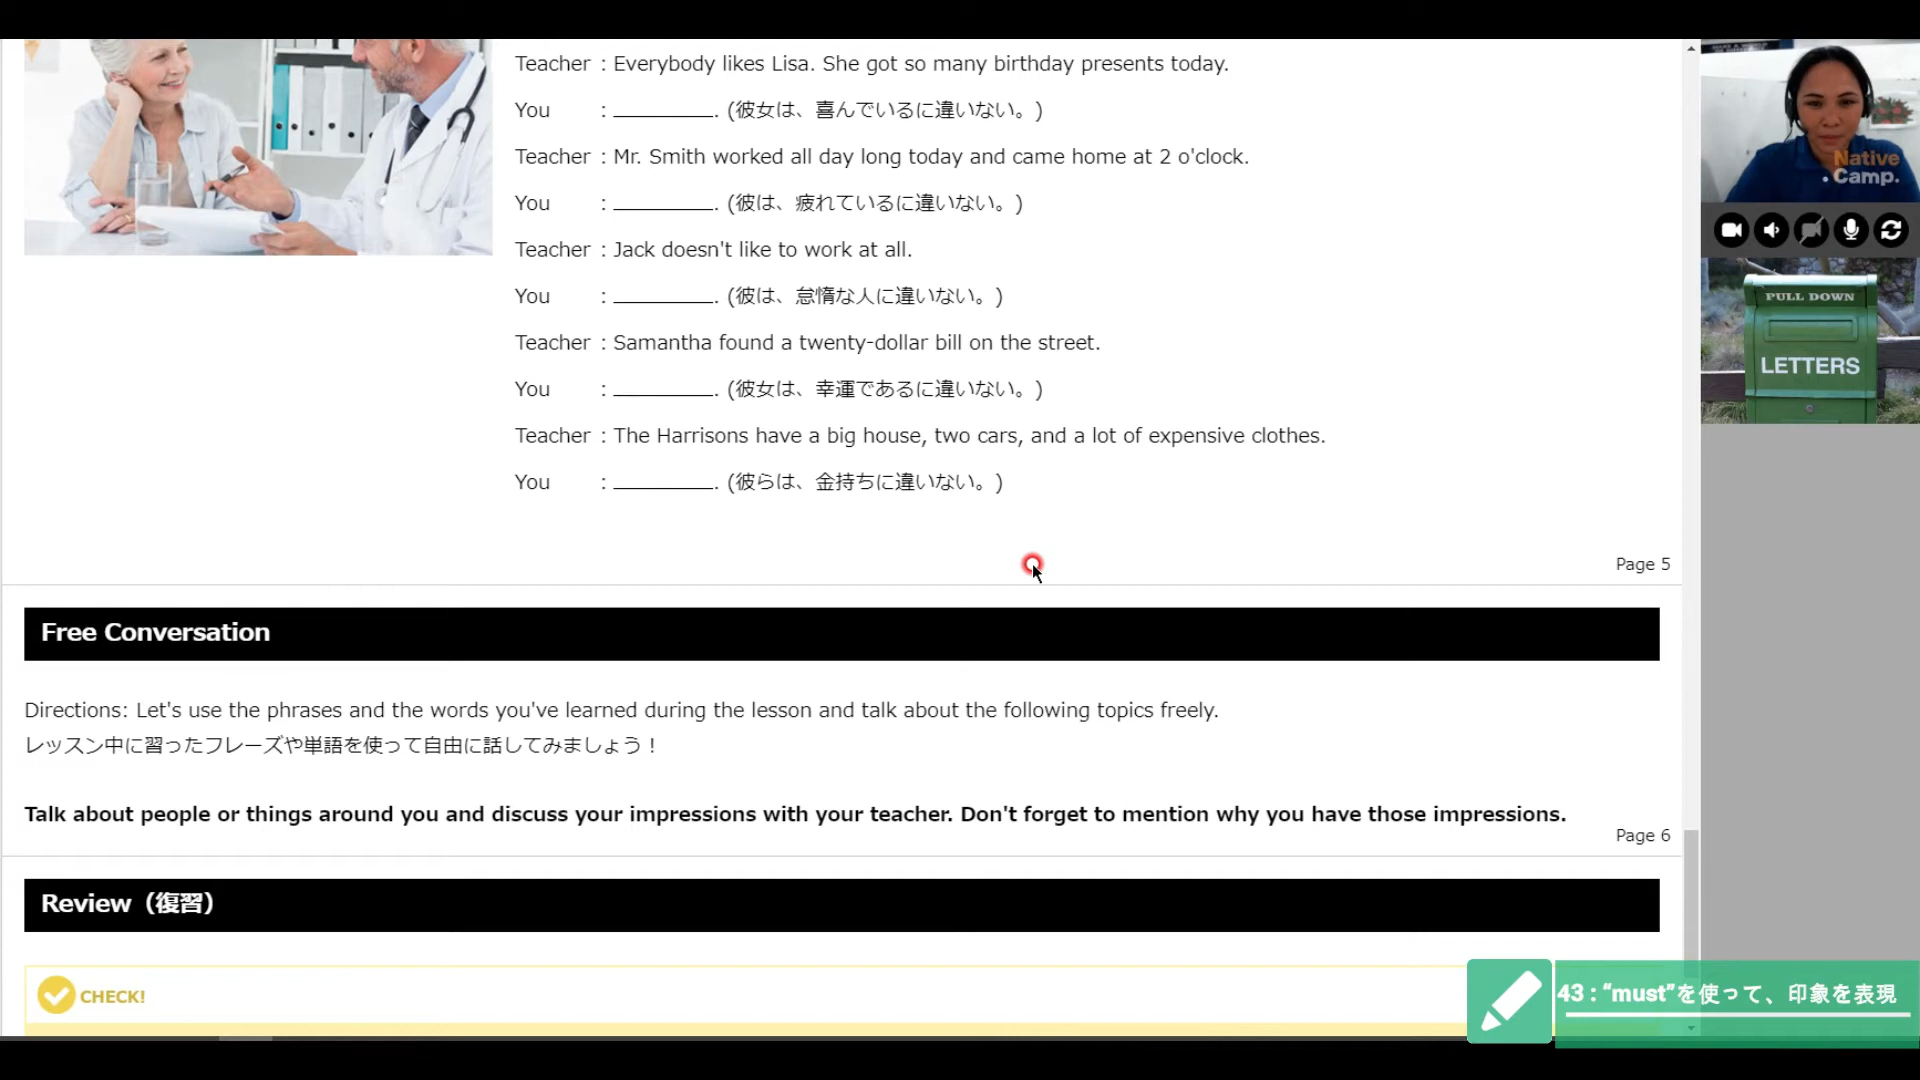 Teacher : Everybody likes Lisa. She got so many birthday presents today.
You : __________. (彼女は、喜んでいるに違いない。)
Teacher : Mr. Smith worked all day long today and came home at 2 o'clock.
You : __________. (彼は、疲れているに違いない。)
Teacher : Jack doesn't like to work at all.
You : __________. (彼は、怠惰な人に違いない。)
Teacher : Samantha found a twenty-dollar bill on the street.
You : __________. (彼女は、幸運であるに違いない。)
Teacher : The Harrisons have a big house, two cars, and a lot of expensive clothes.
You : __________. (彼らは、金持ちに違いない。)
Page 5
Free Conversation
Directions: Let's use the phrases and the words you've learned during the lesson and talk about the following topics freely.
レッスン中に習ったフレーズや単語を使って自由に話してみましょう！
Talk about people or things around you and discuss your impressions with your teacher. Don't forget to mention why you have those impressions.
Page 6
Review（復習）
CHECK!
43 : “must”を使って、印象を表現
Native
Camp.
PULL DOWN
LETTERS